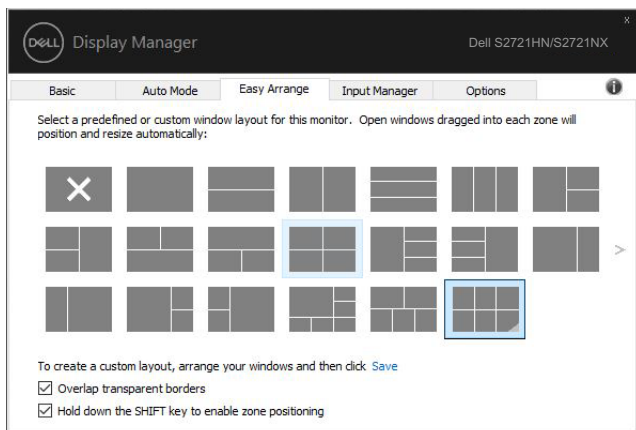 DELL Display Manager
Dell S2721HN/S2721NX
x
Basic
Auto Mode
Easy Arrange
Input Manager
Options
i
Select a predefined or custom window layout for this monitor. Open windows dragged into each zone will
position and resize automatically:
>
To create a custom layout, arrange your windows and then click Save
Overlap transparent borders
Hold down the SHIFT key to enable zone positioning